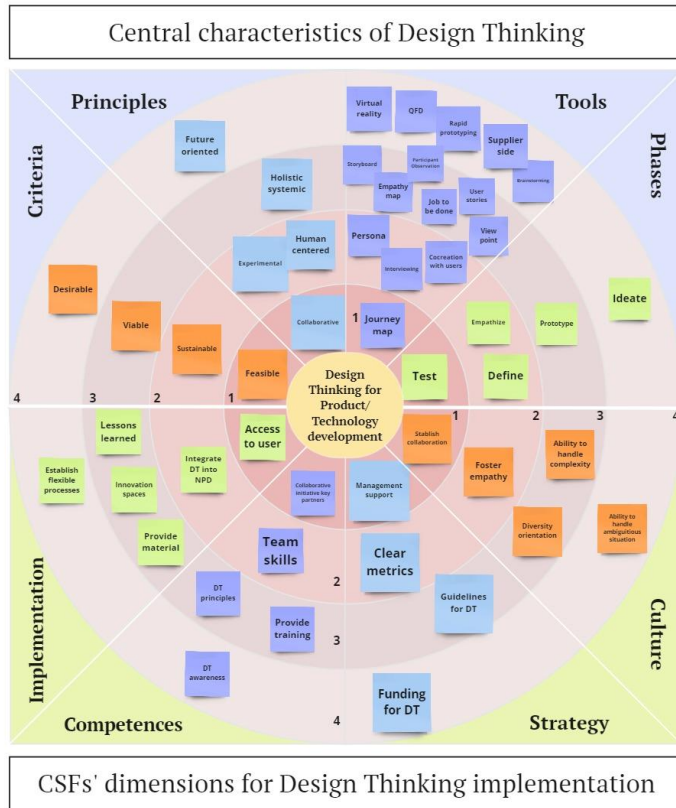 Central characteristics of Design Thinking
Principles
Tools
Criteria
Phases
Virtual
reality
QFD
Rapid
prototyping
Supplier
side
Future
oriented
Holistic
systemic
Storyboard
Participant
Observation
Brainstorming
Empathy
map
Job to
be done
User
stories
Human
centered
Persona
View
point
Experimental
Interviewing
Cocreation
with users
Desirable
Viable
Sustainable
Feasible
Collaborative
1
Journey
map
Empathize
Prototype
Ideate
Test
Define
Design
Thinking for
Product/
Technology
development
4
3
2
1
1
2
3
4
Lessons
learned
Access
to user
Establish
flexible
processes
Innovation
spaces
Integrate
DT into
NPD
Provide
material
Collaborative
initiative key
partners
Management
support
Stablish
collaboration
Foster
empathy
Ability to
handle
complexity
Diversity
orientation
Ability to
handle
ambiguitious
situation
Team
skills
Clear
metrics
2
DT
principles
Provide
training
Guidelines
for DT
3
DT
awareness
Funding
for DT
4
Implementation
Culture
Competences
Strategy
CSFs' dimensions for Design Thinking implementation